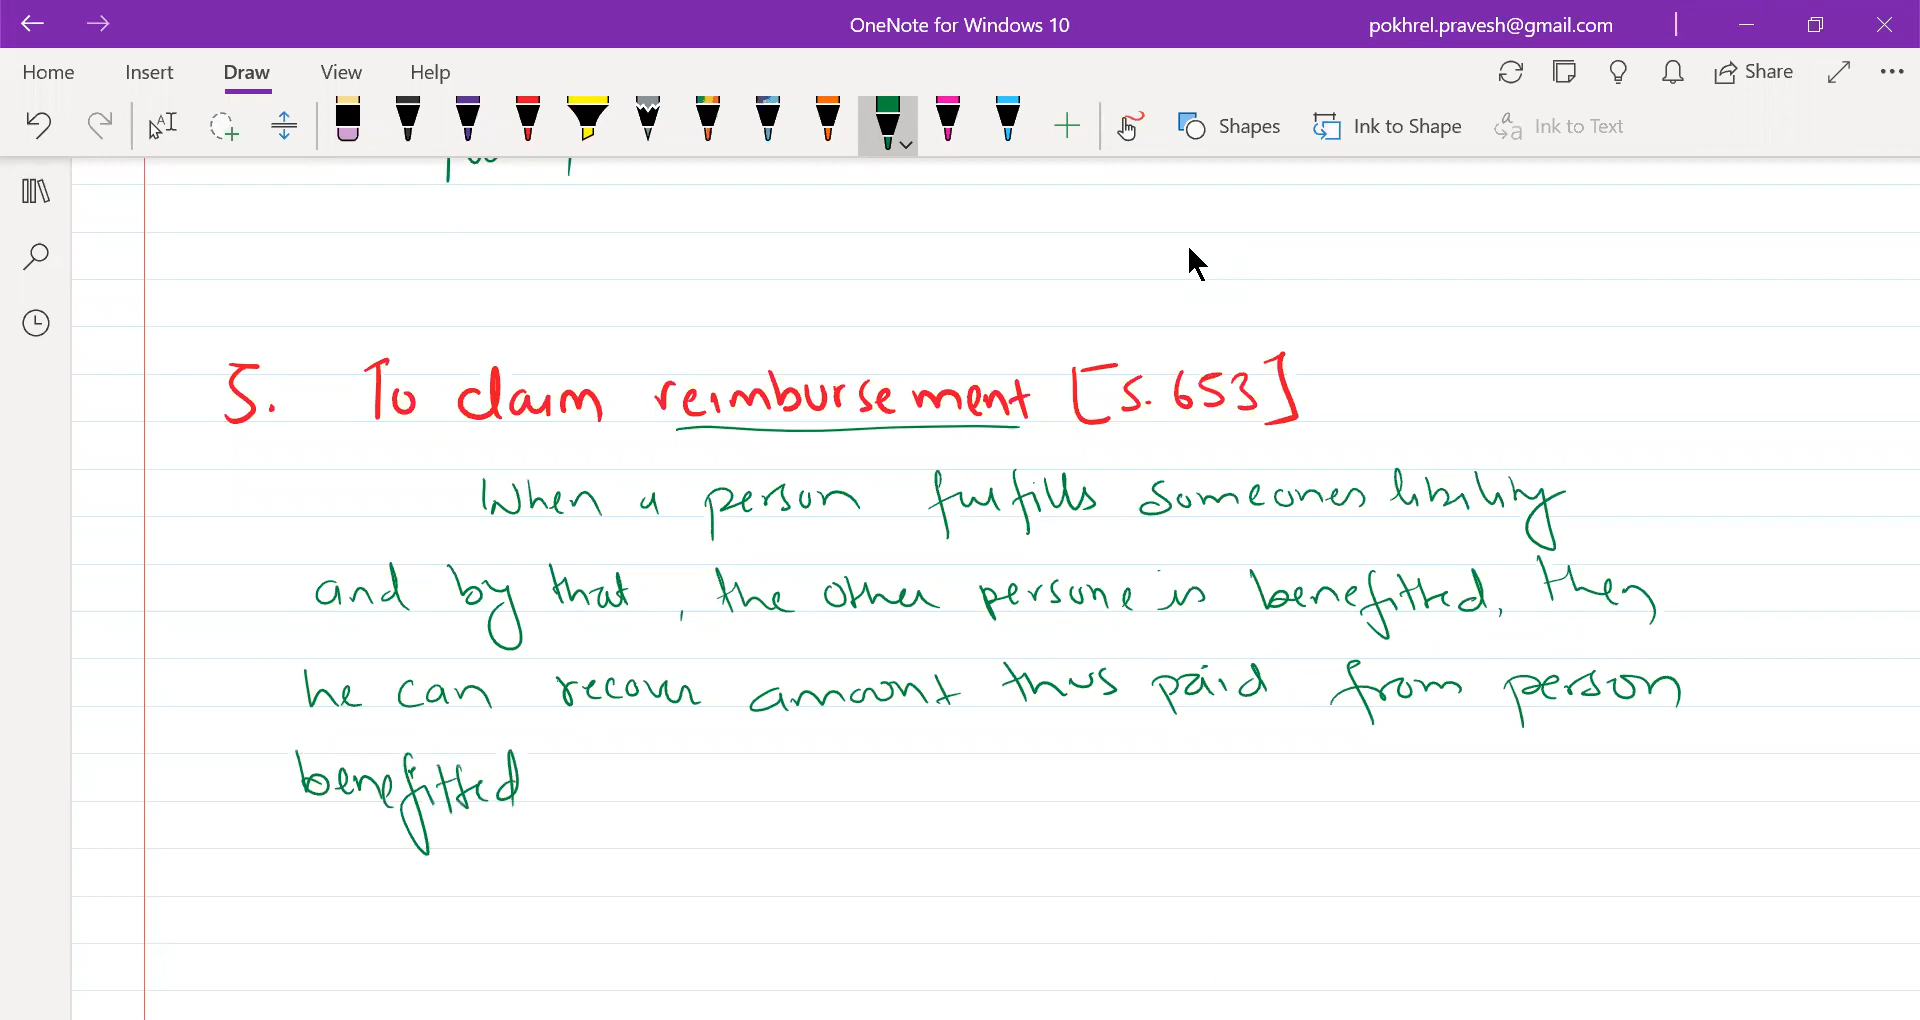 OneNote for Windows 10 pokhrel.pravesh@gmail.com
Home Insert Draw View Help Share
Shapes Ink to Shape Ink to Text
5. To claim reimbursement [S. 653]
When a person fulfills someones libility
and by that, the other persone is benefitted, then
he can recover amount thus paid from person
benefitted